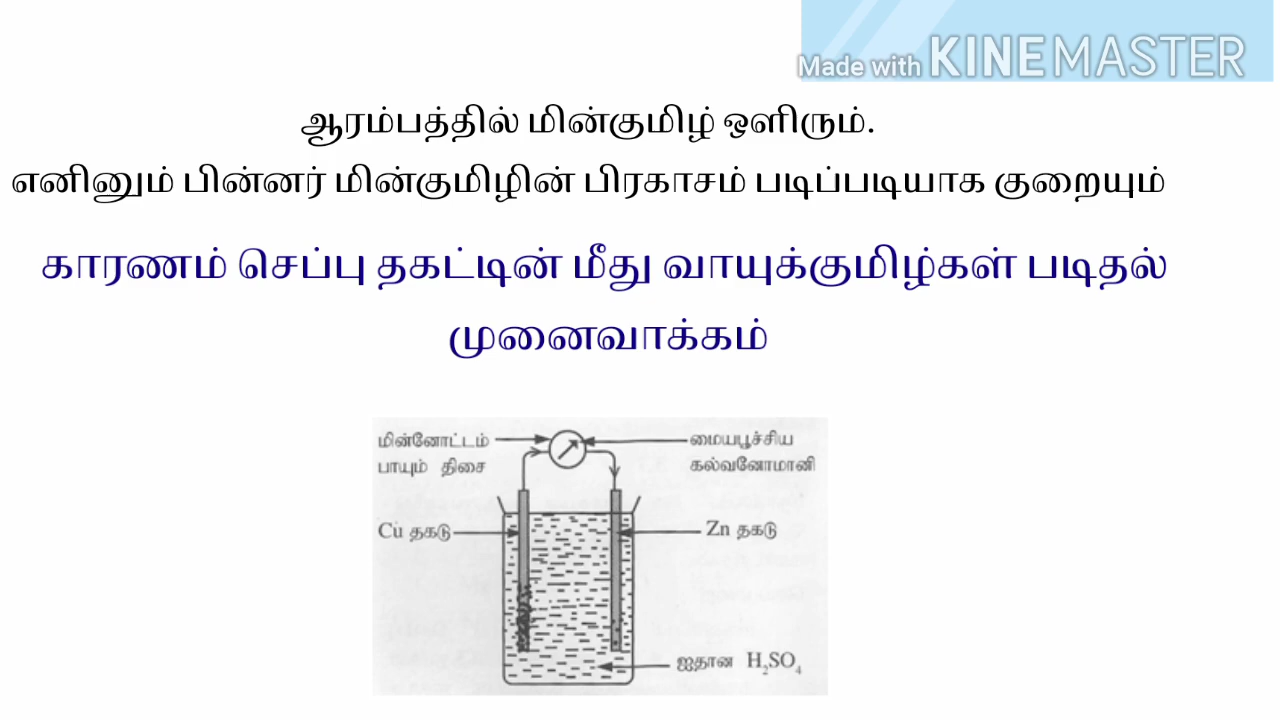 Made with KINEMASTER
ஆரம்பத்தில் மின்குமிழ் ஒளிரும்.
எனினும் பின்னர் மின்குமிழின் பிரகாசம் படிப்படியாக குறையும்
காரணம் செப்பு தகட்டின் மீது வாயுக்குமிழ்கள் படிதல்
முனைவாக்கம்
மின்னோட்டம்
பாயும் திசை
மையபூச்சிய
கல்வனோமானி
Cu தகடு
Zn தகடு
ஐதான H₂SO₄